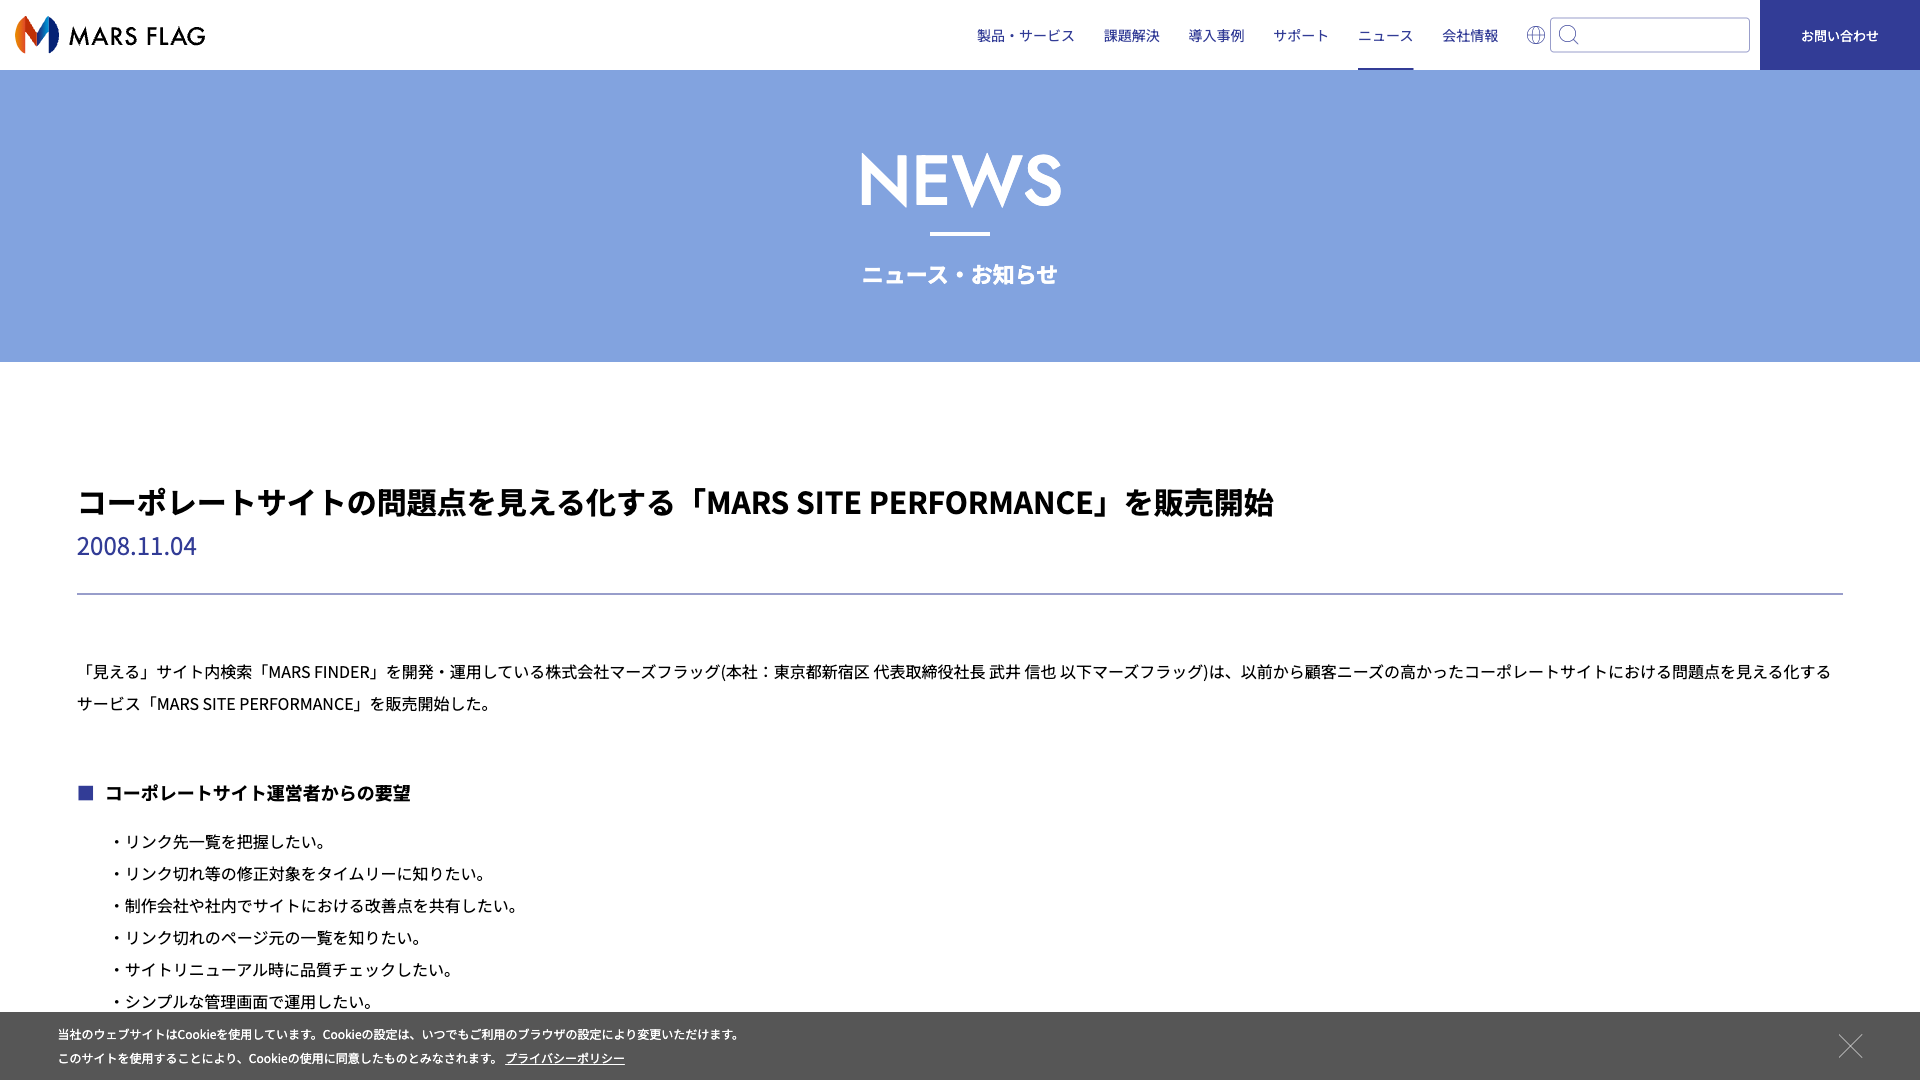 MARS FLAG
製品・サービス 課題解決 導入事例 サポート ニュース 会社情報 お問い合わせ
NEWS
ニュース・お知らせ
コーポレートサイトの問題点を見える化する「MARS SITE PERFORMANCE」を販売開始
2008.11.04
「見える」サイト内検索「MARS FINDER」を開発・運用している株式会社マーズフラッグ(本社：東京都新宿区 代表取締役社長 武井 信也 以下マーズフラッグ)は、以前から顧客ニーズの高かったコーポレートサイトにおける問題点を見える化する
サービス「MARS SITE PERFORMANCE」を販売開始した。
■ コーポレートサイト運営者からの要望
・リンク先一覧を把握したい。
・リンク切れ等の修正対象をタイムリーに知りたい。
・制作会社や社内でサイトにおける改善点を共有したい。
・リンク切れのページ元の一覧を知りたい。
・サイトリニューアル時に品質チェックしたい。
・シンプルな管理画面で運用したい。
当社のウェブサイトはCookieを使用しています。Cookieの設定は、いつでもご利用のブラウザの設定により変更いただけます。
このサイトを使用することにより、Cookieの使用に同意したものとみなされます。 プライバシーポリシー